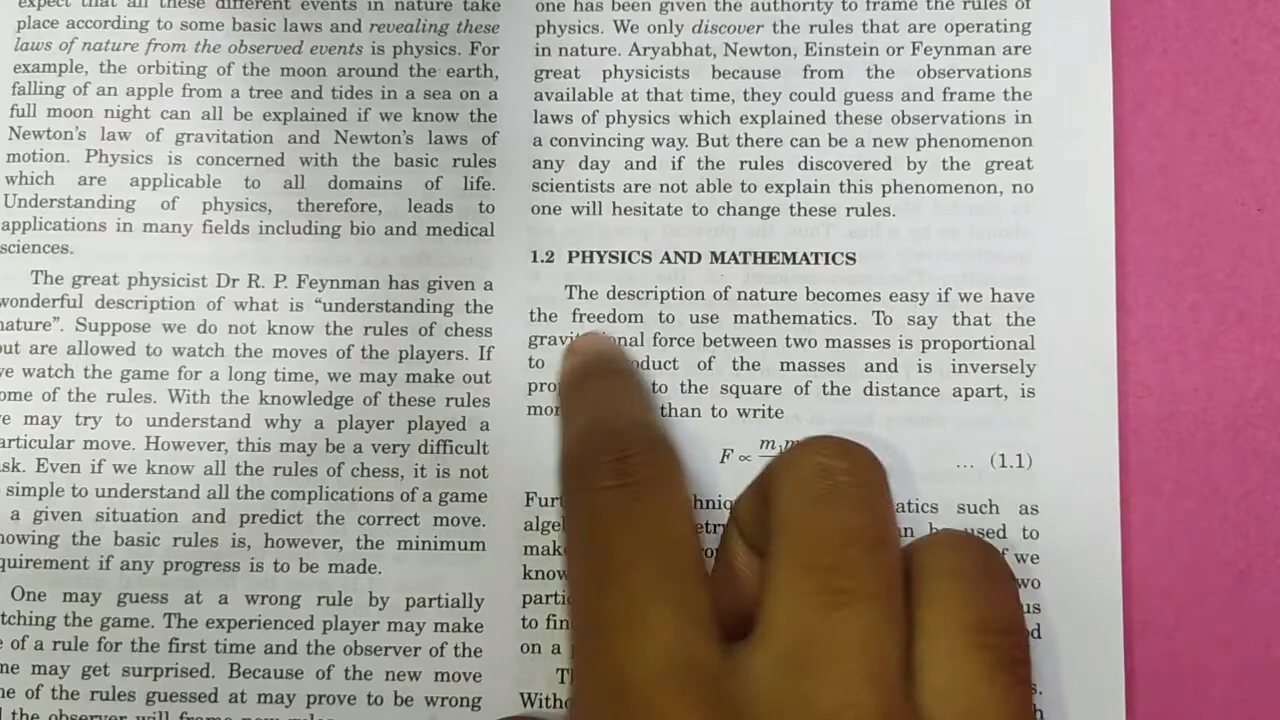 expect that all these different events in nature take
place according to some basic laws and revealing these
laws of nature from the observed events is physics. For
example, the orbiting of the moon around the earth,
falling of an apple from a tree and tides in a sea on a
full moon night can all be explained if we know the
Newton's law of gravitation and Newton's laws of
motion. Physics is concerned with the basic rules
which are applicable to all domains of life.
Understanding of physics, therefore, leads to
applications in many fields including bio and medical
sciences.
The great physicist Dr R. P. Feynman has given a
wonderful description of what is “understanding the
nature”. Suppose we do not know the rules of chess
but are allowed to watch the moves of the players. If
we watch the game for a long time, we may make out
some of the rules. With the knowledge of these rules
we may try to understand why a player played a
particular move. However, this may be a very difficult
task. Even if we know all the rules of chess, it is not
simple to understand all the complications of a game
a given situation and predict the correct move.
Knowing the basic rules is, however, the minimum
requirement if any progress is to be made.
One may guess at a wrong rule by partially
watching the game. The experienced player may make
of a rule for the first time and the observer of the
game may get surprised. Because of the new move
some of the rules guessed at may prove to be wrong
the observer will frame new rules.
one has been given the authority to frame the rules of
physics. We only discover the rules that are operating
in nature. Aryabhat, Newton, Einstein or Feynman are
great physicists because from the observations
available at that time, they could guess and frame the
laws of physics which explained these observations in
a convincing way. But there can be a new phenomenon
any day and if the rules discovered by the great
scientists are not able to explain this phenomenon, no
one will hesitate to change these rules.
1.2 PHYSICS AND MATHEMATICS
The description of nature becomes easy if we have
the freedom to use mathematics. To say that the
gravitational force between two masses is proportional
to product of the masses and is inversely
to the square of the distance apart, is
than to write
F ∝ m₁m ... (1.1)
such as
used to
make we
know two
to find
on a